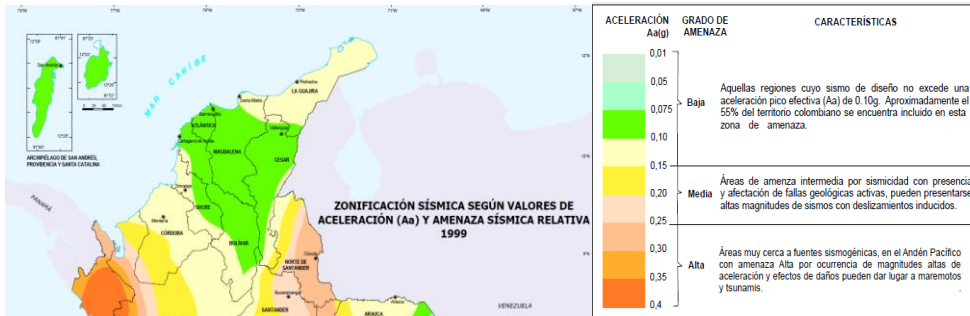 MAR CARIBE
PANAMÁ
VENEZUELA
ARCHIPÉLAGO DE SAN ANDRÉS,
PROVIDENCIA Y SANTA CATALINA
LA GUAJIRA
Riohacha
Santa Marta
Barranquilla
ATLÁNTICO
Cartagena de Indias
MAGDALENA
Valledupar
CESAR
Sincelejo
SUCRE
Montería
CÓRDOBA
BOLÍVAR
NORTE DE
SANTANDER
Cúcuta
Bucaramanga
SANTANDER
Arauca
ARAUCA
ZONIFICACIÓN SÍSMICA SEGÚN VALORES DE
ACELERACIÓN (Aa) Y AMENAZA SÍSMICA RELATIVA
1999
ACELERACIÓN
Aa(g)
GRADO DE
AMENAZA
CARACTERÍSTICAS
0,01
0,05
0,075
0,10
0,15
0,20
0,25
0,30
0,35
0,4
Baja
Aquellas regiones cuyo sismo de diseño no excede una
aceleración pico efectiva (Aa) de 0.10g. Aproximadamente el
55% del territorio colombiano se encuentra incluido en esta
zona de amenaza.
Media
Áreas de amenza intermedia por sismicidad con presencia
y afectación de fallas geológicas activas, pueden presentarse
altas magnitudes de sismos con deslizamientos inducidos.
Alta
Áreas muy cerca a fuentes sismogénicas, en el Andén Pacífico
con amenaza Alta por ocurrencia de magnitudes altas de
aceleración y efectos de daños pueden dar lugar a maremotos
y tsunamis.